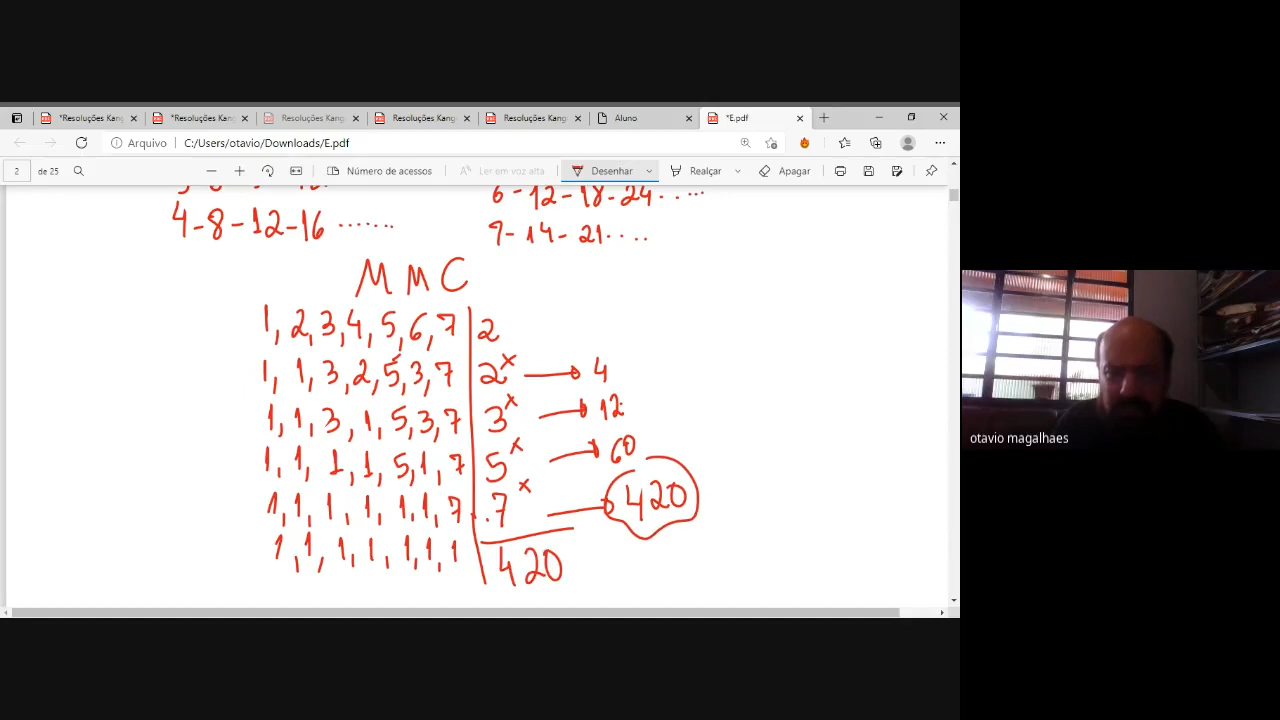 *Resoluções Kang
*Resoluções Kang
Resoluções Kang
Resoluções Kang
Resoluções Kang
Aluno
*E.pdf
Arquivo
C:/Users/otavio/Downloads/E.pdf
2 de 25
Número de acessos
Ler em voz alta
Desenhar
Realçar
Apagar
6-12-18-24.....
4-8-12-16......
7-14-21....
MMC
1, 2, 3, 4, 5, 6, 7 | 2
1, 1, 3, 2, 5, 3, 7 | 2x → 4
1, 1, 3, 1, 5, 3, 7 | 3x → 12
1, 1, 1, 1, 5, 1, 7 | 5x → 60
1, 1, 1, 1, 1, 1, 7 | 7x → 420
1, 1, 1, 1, 1, 1, 1 | 420
otavio magalhaes